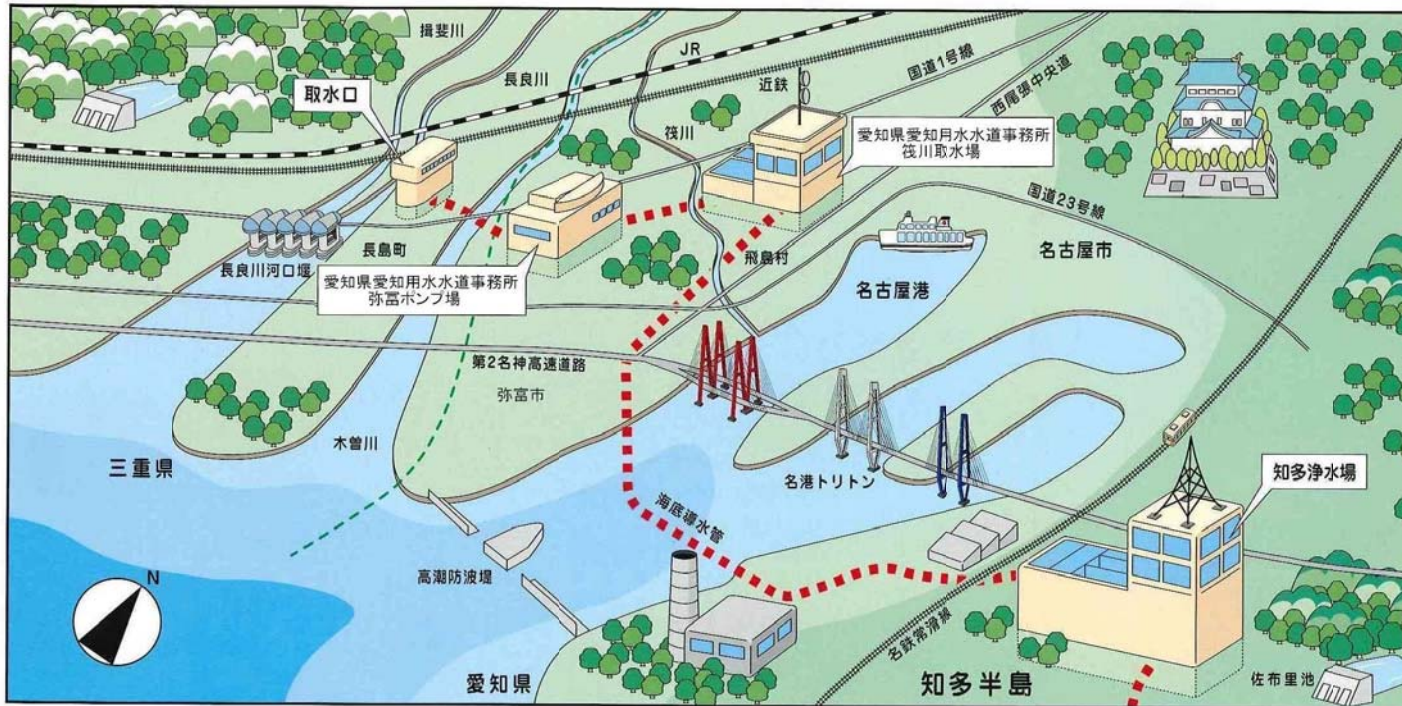 揖斐川
長良川
取水口
JR
近鉄
筏川
国道1号線
西尾張中央道
愛知県愛知用水水道事務所
筏川取水場
国道23号線
名古屋市
名古屋港
飛島村
長島町
長良川河口堰
愛知県愛知用水水道事務所
弥冨ポンプ場
第2名神高速道路
弥富市
木曽川
三重県
名港トリトン
知多浄水場
海底導水管
高潮防波堤
N
愛知県
名鉄常滑線
知多半島
佐布里池